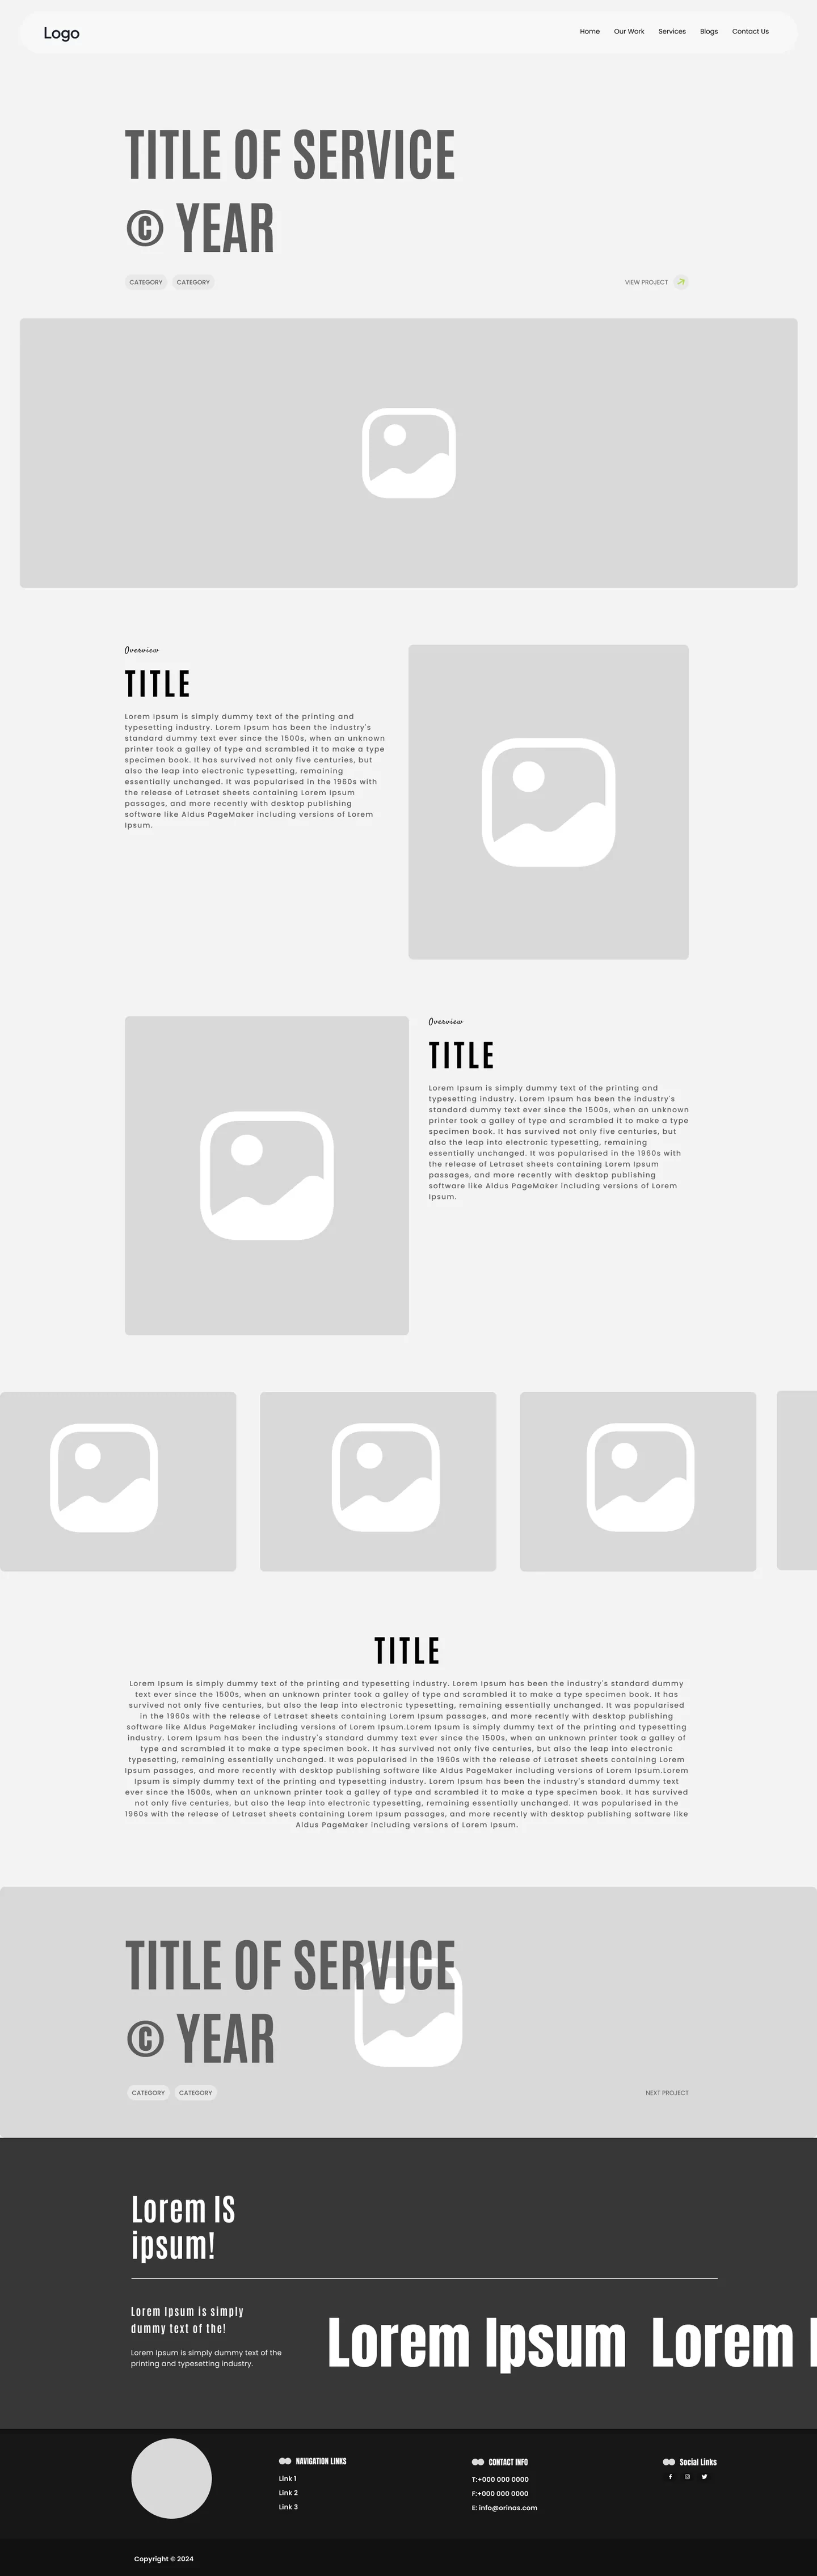 Logo
Home Our Work Services Blogs Contact Us
TITLE OF SERVICE
© YEAR
CATEGORY CATEGORY
VIEW PROJECT
Overview
TITLE
Lorem Ipsum is simply dummy text of the printing and
typesetting industry. Lorem Ipsum has been the industry's
standard dummy text ever since the 1500s, when an unknown
printer took a galley of type and scrambled it to make a type
specimen book. It has survived not only five centuries, but
also the leap into electronic typesetting, remaining
essentially unchanged. It was popularised in the 1960s with
the release of Letraset sheets containing Lorem Ipsum
passages, and more recently with desktop publishing
software like Aldus PageMaker including versions of Lorem
Ipsum.
Overview
TITLE
Lorem Ipsum is simply dummy text of the printing and
typesetting industry. Lorem Ipsum has been the industry's
standard dummy text ever since the 1500s, when an unknown
printer took a galley of type and scrambled it to make a type
specimen book. It has survived not only five centuries, but
also the leap into electronic typesetting, remaining
essentially unchanged. It was popularised in the 1960s with
the release of Letraset sheets containing Lorem Ipsum
passages, and more recently with desktop publishing
software like Aldus PageMaker including versions of Lorem
Ipsum.
TITLE
Lorem Ipsum is simply dummy text of the printing and typesetting industry. Lorem Ipsum has been the industry's standard dummy
text ever since the 1500s, when an unknown printer took a galley of type and scrambled it to make a type specimen book. It has
survived not only five centuries, but also the leap into electronic typesetting, remaining essentially unchanged. It was popularised
in the 1960s with the release of Letraset sheets containing Lorem Ipsum passages, and more recently with desktop publishing
software like Aldus PageMaker including versions of Lorem Ipsum.Lorem Ipsum is simply dummy text of the printing and typesetting
industry. Lorem Ipsum has been the industry's standard dummy text ever since the 1500s, when an unknown printer took a galley of
type and scrambled it to make a type specimen book. It has survived not only five centuries, but also the leap into electronic
typesetting, remaining essentially unchanged. It was popularised in the 1960s with the release of Letraset sheets containing Lorem
Ipsum passages, and more recently with desktop publishing software like Aldus PageMaker including versions of Lorem Ipsum.Lorem
Ipsum is simply dummy text of the printing and typesetting industry. Lorem Ipsum has been the industry's standard dummy text
ever since the 1500s, when an unknown printer took a galley of type and scrambled it to make a type specimen book. It has survived
not only five centuries, but also the leap into electronic typesetting, remaining essentially unchanged. It was popularised in the
1960s with the release of Letraset sheets containing Lorem Ipsum passages, and more recently with desktop publishing software like
Aldus PageMaker including versions of Lorem Ipsum.
TITLE OF SERVICE
© YEAR
CATEGORY CATEGORY
NEXT PROJECT
Lorem IS
ipsum!
Lorem Ipsum is simply
dummy text of the!
Lorem Ipsum is simply dummy text of the
printing and typesetting industry.
Lorem Ipsum Lorem
NAVIGATION LINKS
Link 1
Link 2
Link 3
CONTACT INFO
T:+000 000 0000
F:+000 000 0000
E: info@orinas.com
Social Links
Copyright © 2024